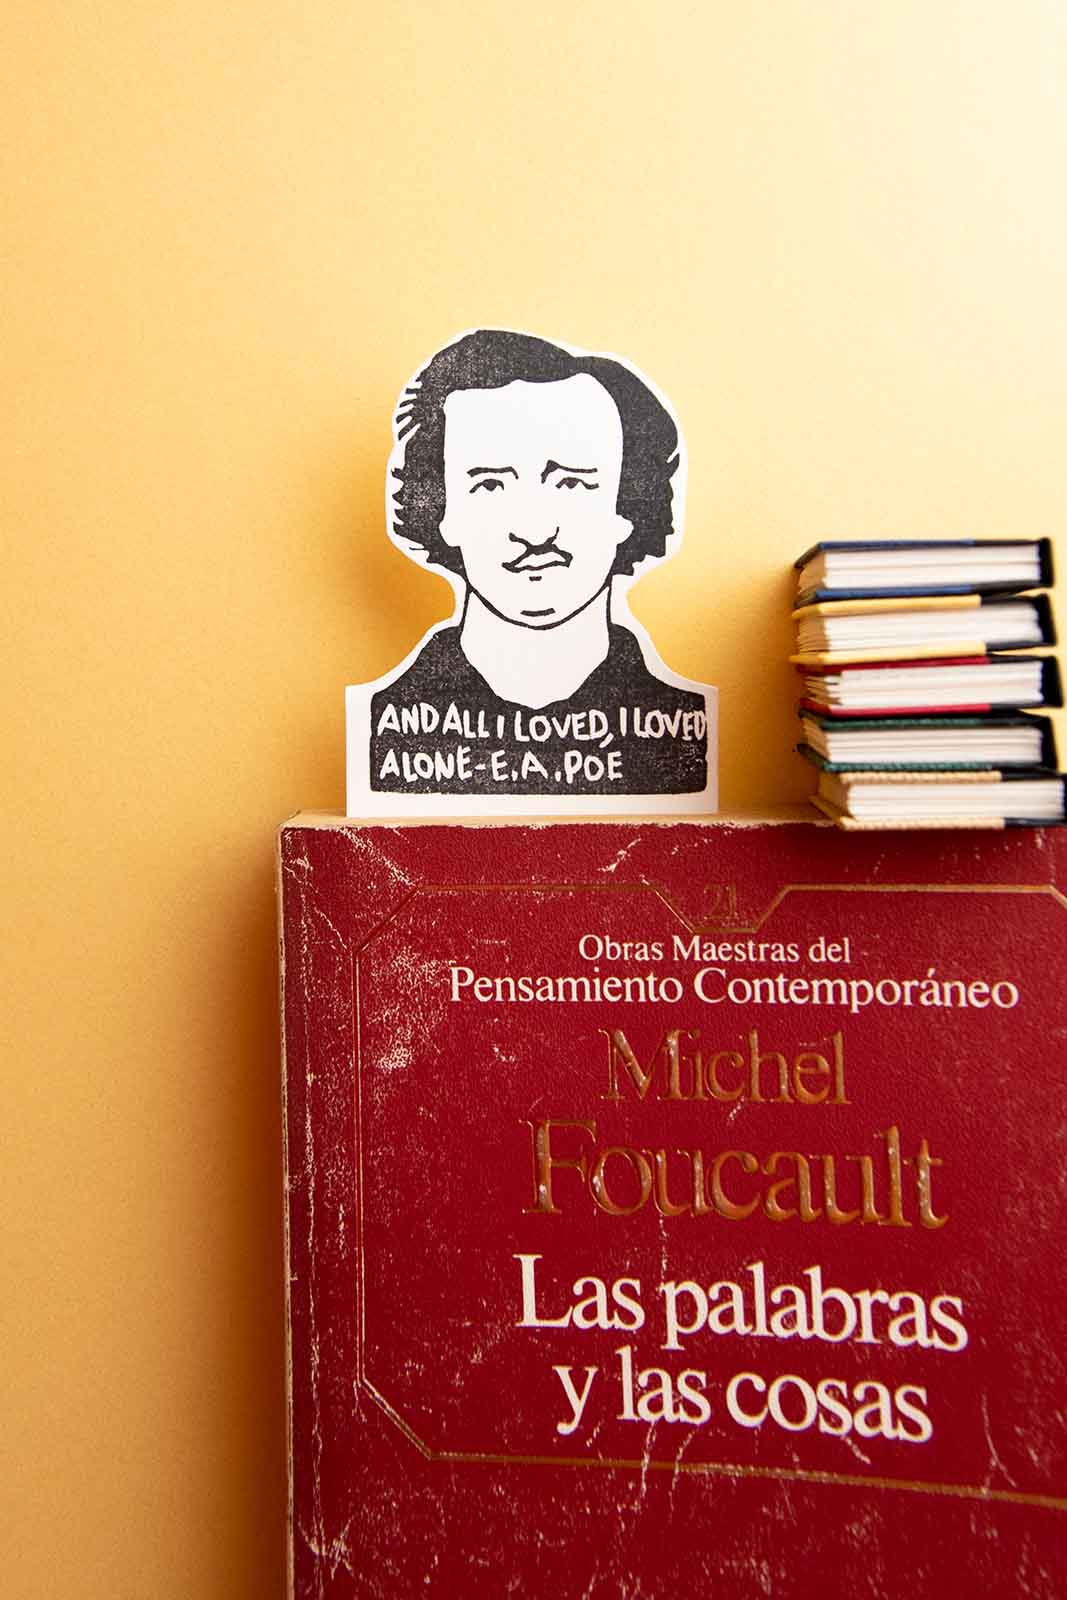 AND ALL I LOVED, I LOVED
ALONE-E.A.POE
21
Obras Maestras del
Pensamiento Contemporáneo
Michel
Foucault
Las palabras
y las cosas